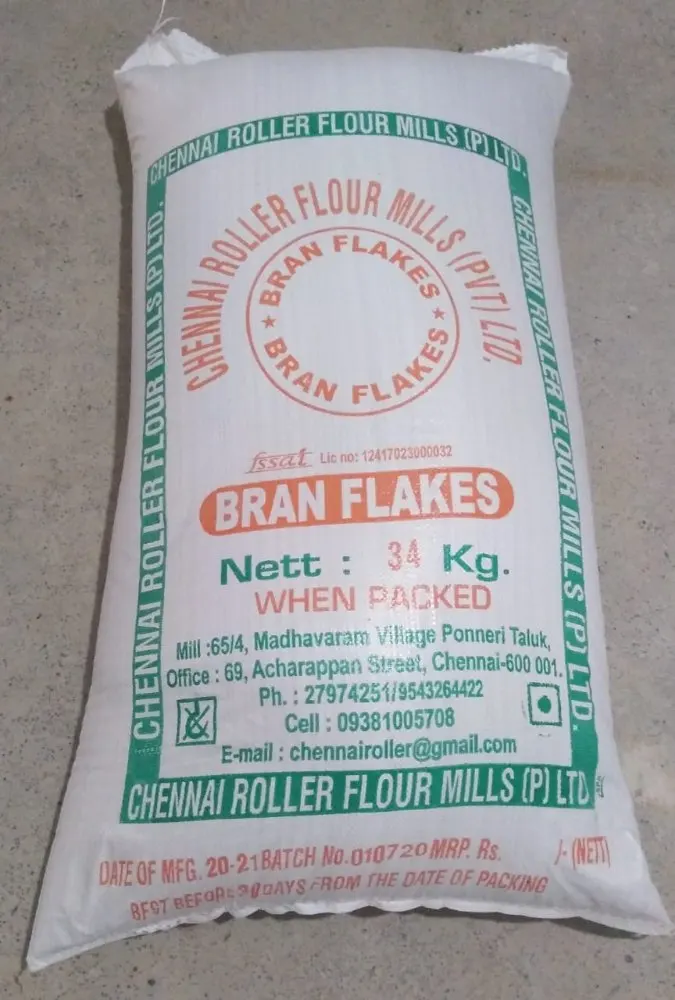 CHENNAI ROLLER FLOUR MILLS (P) LTD.
CHENNAI ROLLER FLOUR MILLS (P) LTD.
CHENNAI ROLLER FLOUR MILLS (P) LTD.
CHENNAI ROLLER FLOUR MILLS (PVT) LTD.
BRAN FLAKES
BRAN FLAKES
fssai Lic no: 12417023000032
BRAN FLAKES
Nett : 34 Kg.
WHEN PACKED
Mill :65/4, Madhavaram Village Ponneri Taluk,
Office : 69, Acharappan Street, Chennai-600 001.
Ph. : 27974251/9543264422
Cell : 09381005708
E-mail : chennairoller@gmail.com
CHENNAI ROLLER FLOUR MILLS (P) LTD
DATE OF MFG. 20-21 BATCH No. 010720 MRP. Rs. /- (NETT)
BEST BEFORE 30 DAYS FROM THE DATE OF PACKING